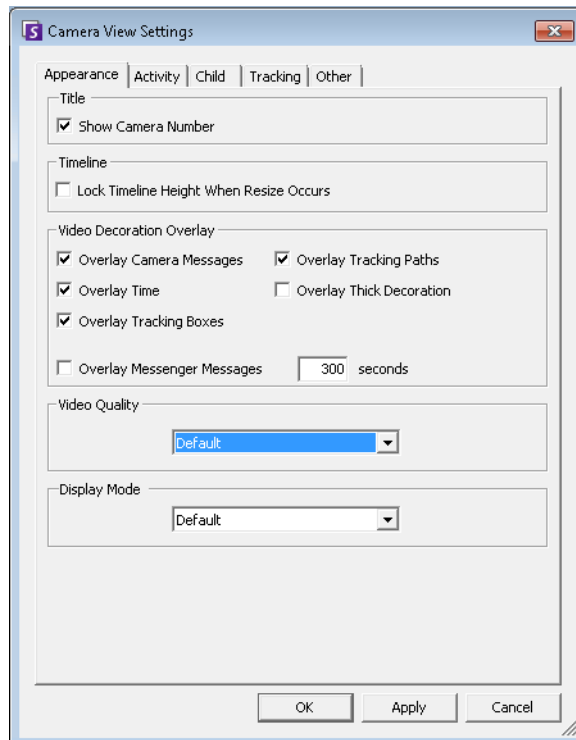 Camera View Settings
Appearance Activity Child Tracking Other
Title
Show Camera Number
Timeline
Lock Timeline Height When Resize Occurs
Video Decoration Overlay
Overlay Camera Messages Overlay Tracking Paths
Overlay Time Overlay Thick Decoration
Overlay Tracking Boxes
Overlay Messenger Messages 300 seconds
Video Quality
Default
Display Mode
Default
OK Apply Cancel